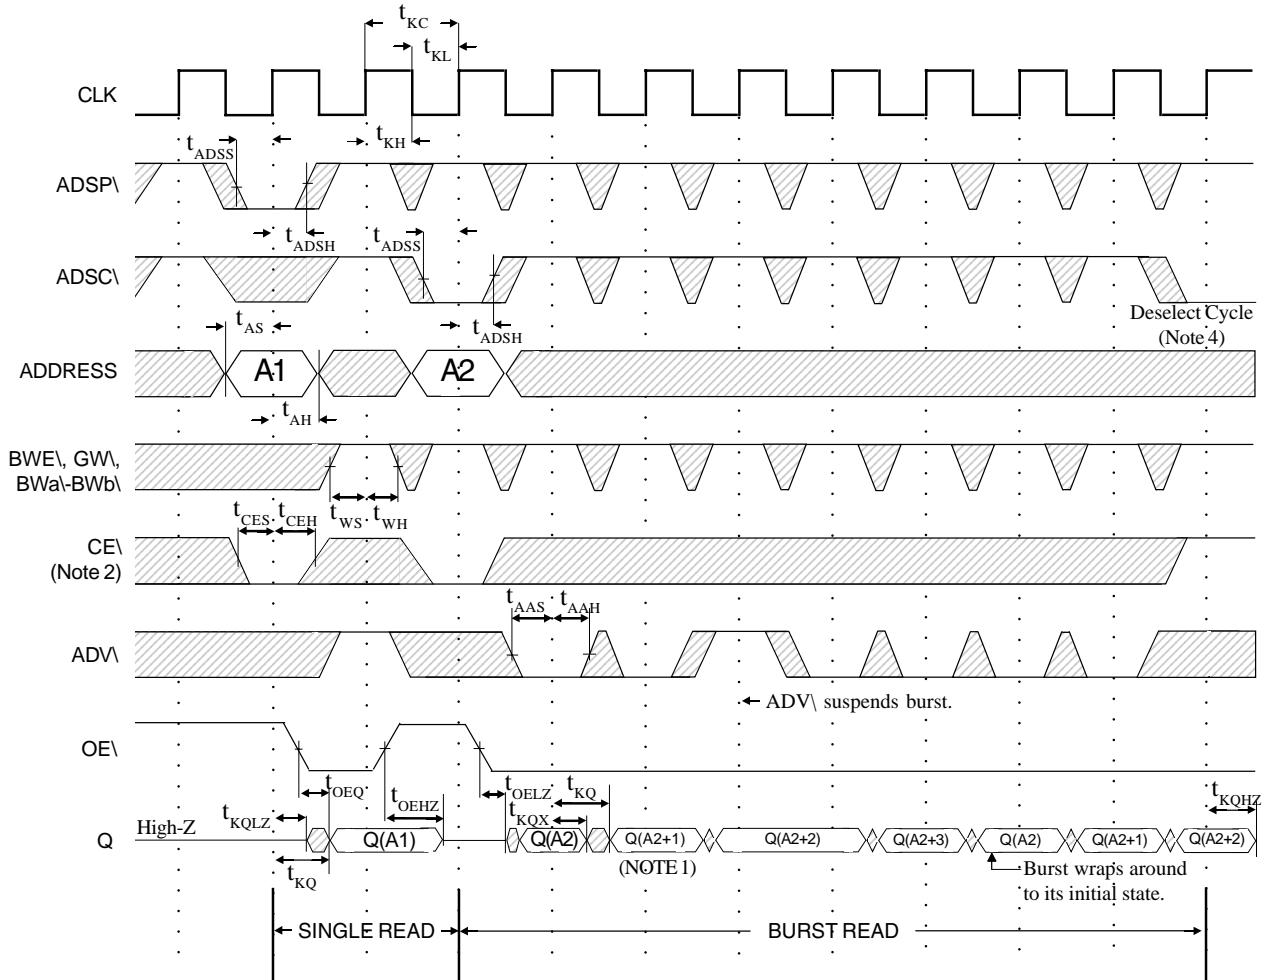 tKC
tKL
CLK
tKH
tADSS
ADSP\
tADSH
tADSS
ADSC\
Deselect Cycle
(Note 4)
tAS
tADSH
ADDRESS
A1
A2
tAH
BWE\, GW\,
BWa\-BWb\
tCES
tCEH
tWS
tWH
CE\
(Note 2)
tAAS
tAAH
ADV\
ADV\ suspends burst.
OE\
tOEQ
tOELZ
tKQ
tKQLZ
tOEHZ
tKQX
tKQHZ
Q
High-Z
Q(A1)
Q(A2)
Q(A2+1)
Q(A2+2)
Q(A2+3)
Q(A2)
Q(A2+1)
Q(A2+2)
(NOTE 1)
tKQ
Burst wraps around
to its initial state.
SINGLE READ
BURST READ